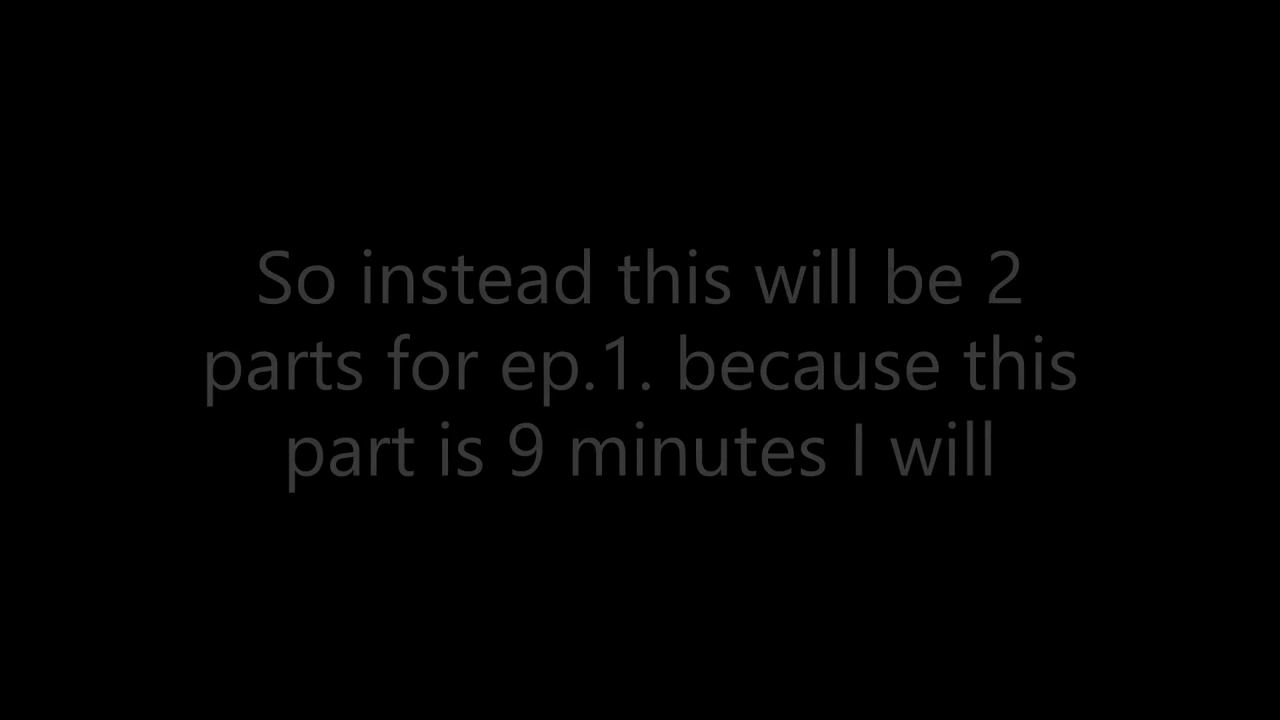 So instead this will be 2
parts for ep.1. because this
part is 9 minutes I will